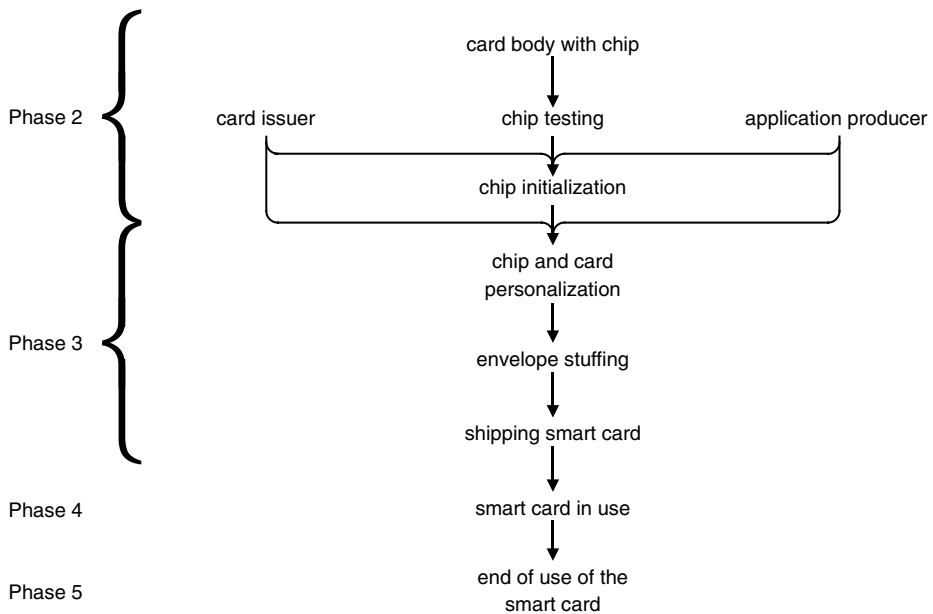 card body with chip
Phase 2
card issuer
chip testing
application producer
chip initialization
chip and card
personalization
Phase 3
envelope stuffing
shipping smart card
Phase 4
smart card in use
Phase 5
end of use of the
smart card